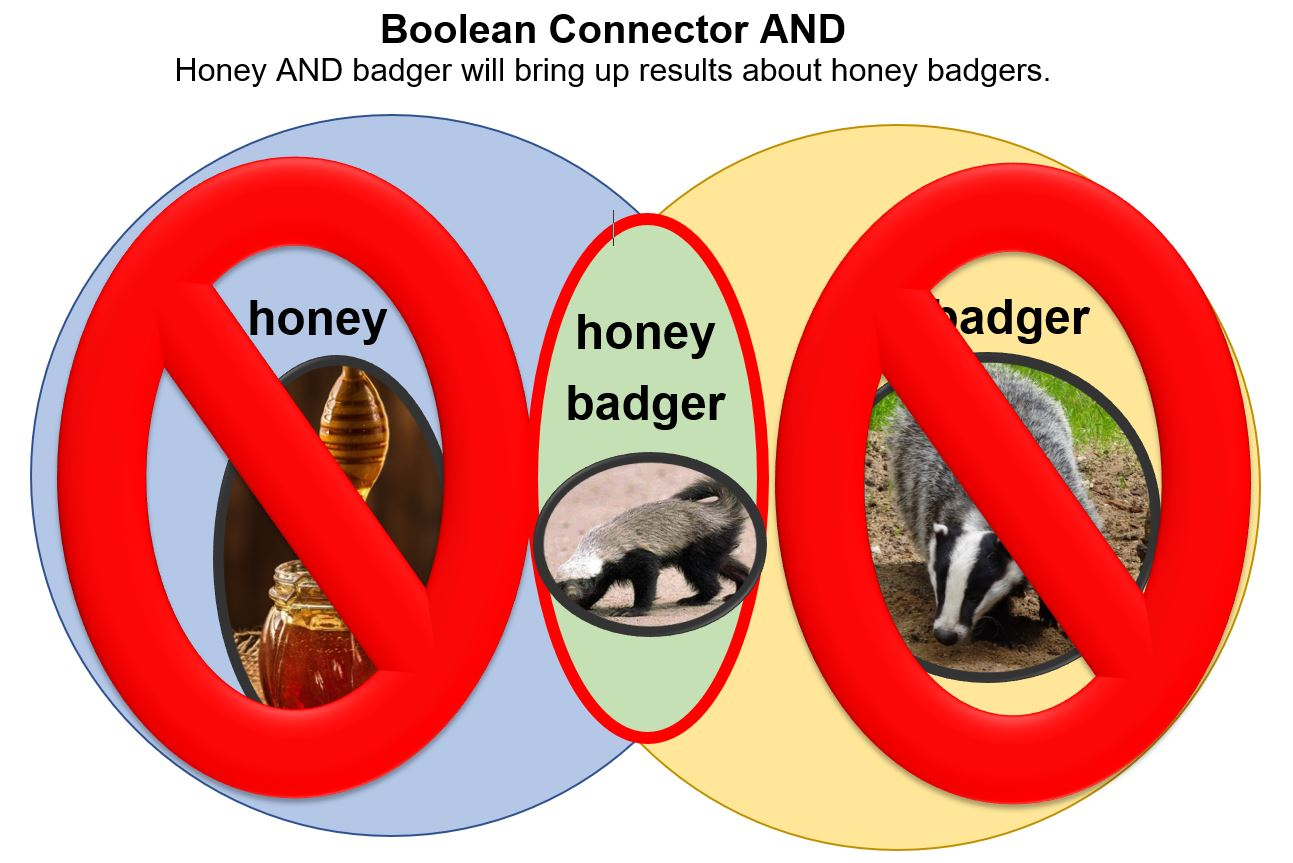 Boolean Connector AND
Honey AND badger will bring up results about honey badgers.
honey
honey
badger
badger